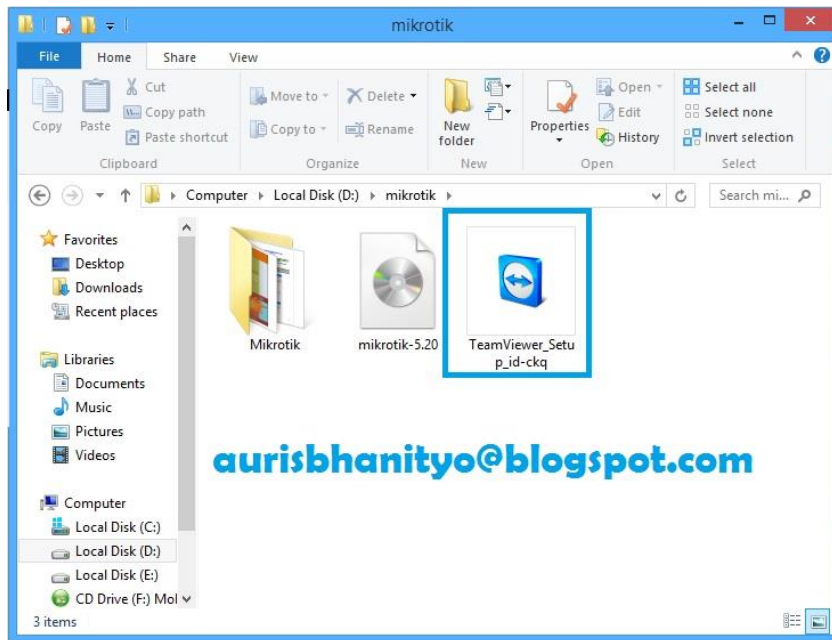 mikrotik
File Home Share View
Copy
Paste
Cut
Copy path
Paste shortcut
Clipboard
Move to
Copy to
Delete
Rename
Organize
New
folder
New
Properties
Open
Edit
History
Open
Select all
Select none
Invert selection
Select
Computer Local Disk (D:) mikrotik
Search mi...
Favorites
Desktop
Downloads
Recent places
Libraries
Documents
Music
Pictures
Videos
Computer
Local Disk (C:)
Local Disk (D:)
Local Disk (E:)
CD Drive (F:) Mol
Mikrotik
mikrotik-5.20
TeamViewer_Setu
p_id-ckq
aurisbhanityo@blogspot.com
3 items